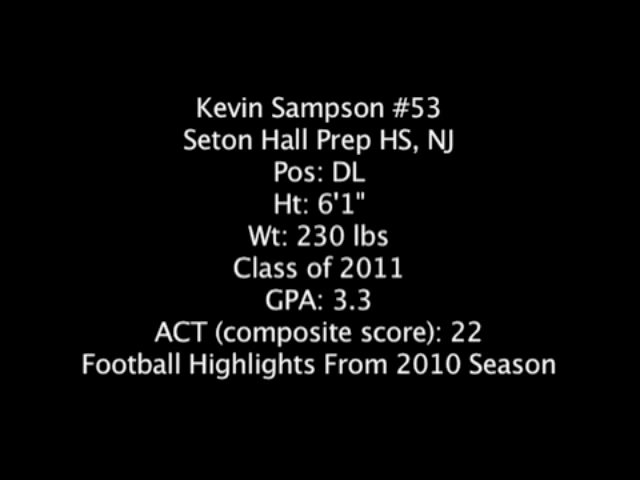 Kevin Sampson #53
Seton Hall Prep HS, NJ
Pos: DL
Ht: 6'1"
Wt: 230 lbs
Class of 2011
GPA: 3.3
ACT (composite score): 22
Football Highlights From 2010 Season